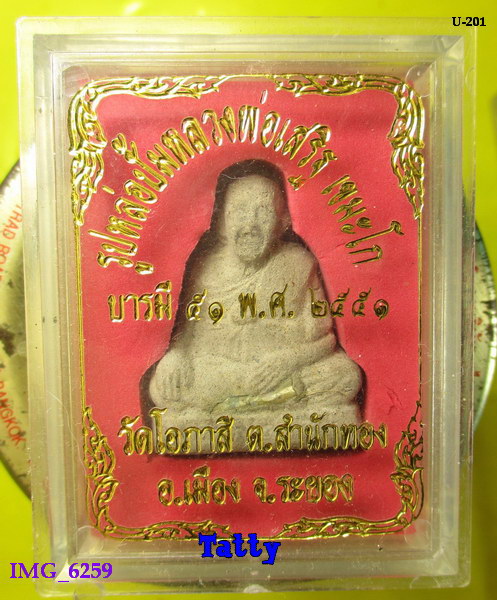 U-201
รูปหล่อปั๊มหลวงพ่อเสริฐ เขมะโก
บารมี ๕๑ พ.ศ. ๒๕๕๑
วัดโอภาสี ต.สำนักทอง
อ.เมือง จ.ระยอง
Tatty
IMG_6259
BANGKOK